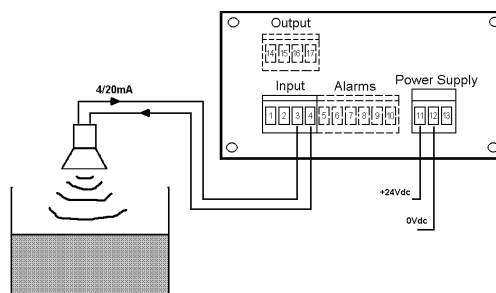 Output
14 15 16 17
4/20mA
Input Alarms Power Supply
1 2 3 4 5 6 7 8 9 10 11 12 13
+24Vdc
0Vdc